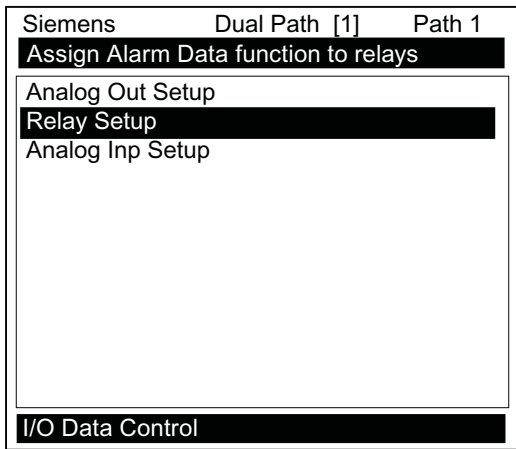 Siemens Dual Path [1] Path 1
Assign Alarm Data function to relays
Analog Out Setup
Relay Setup
Analog Inp Setup
I/O Data Control